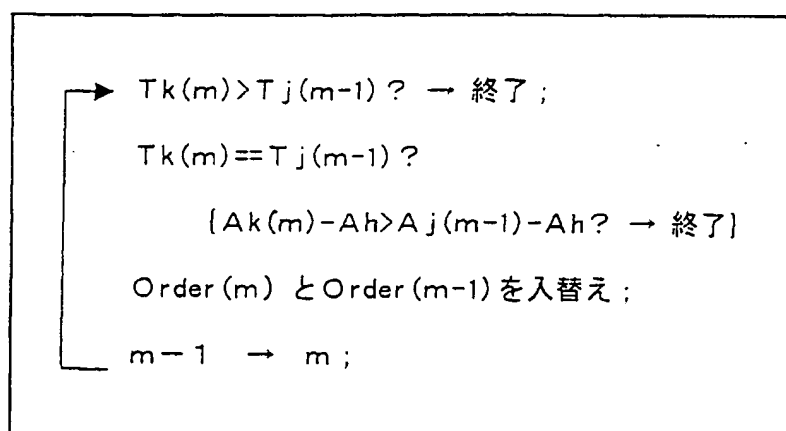 Tk(m)>Tj(m-1)? → 終了;
Tk(m)==Tj(m-1)?
{Ak(m)-Ah>Aj(m-1)-Ah? → 終了}
Order(m) とOrder(m-1)を入替え;
m-1 → m;